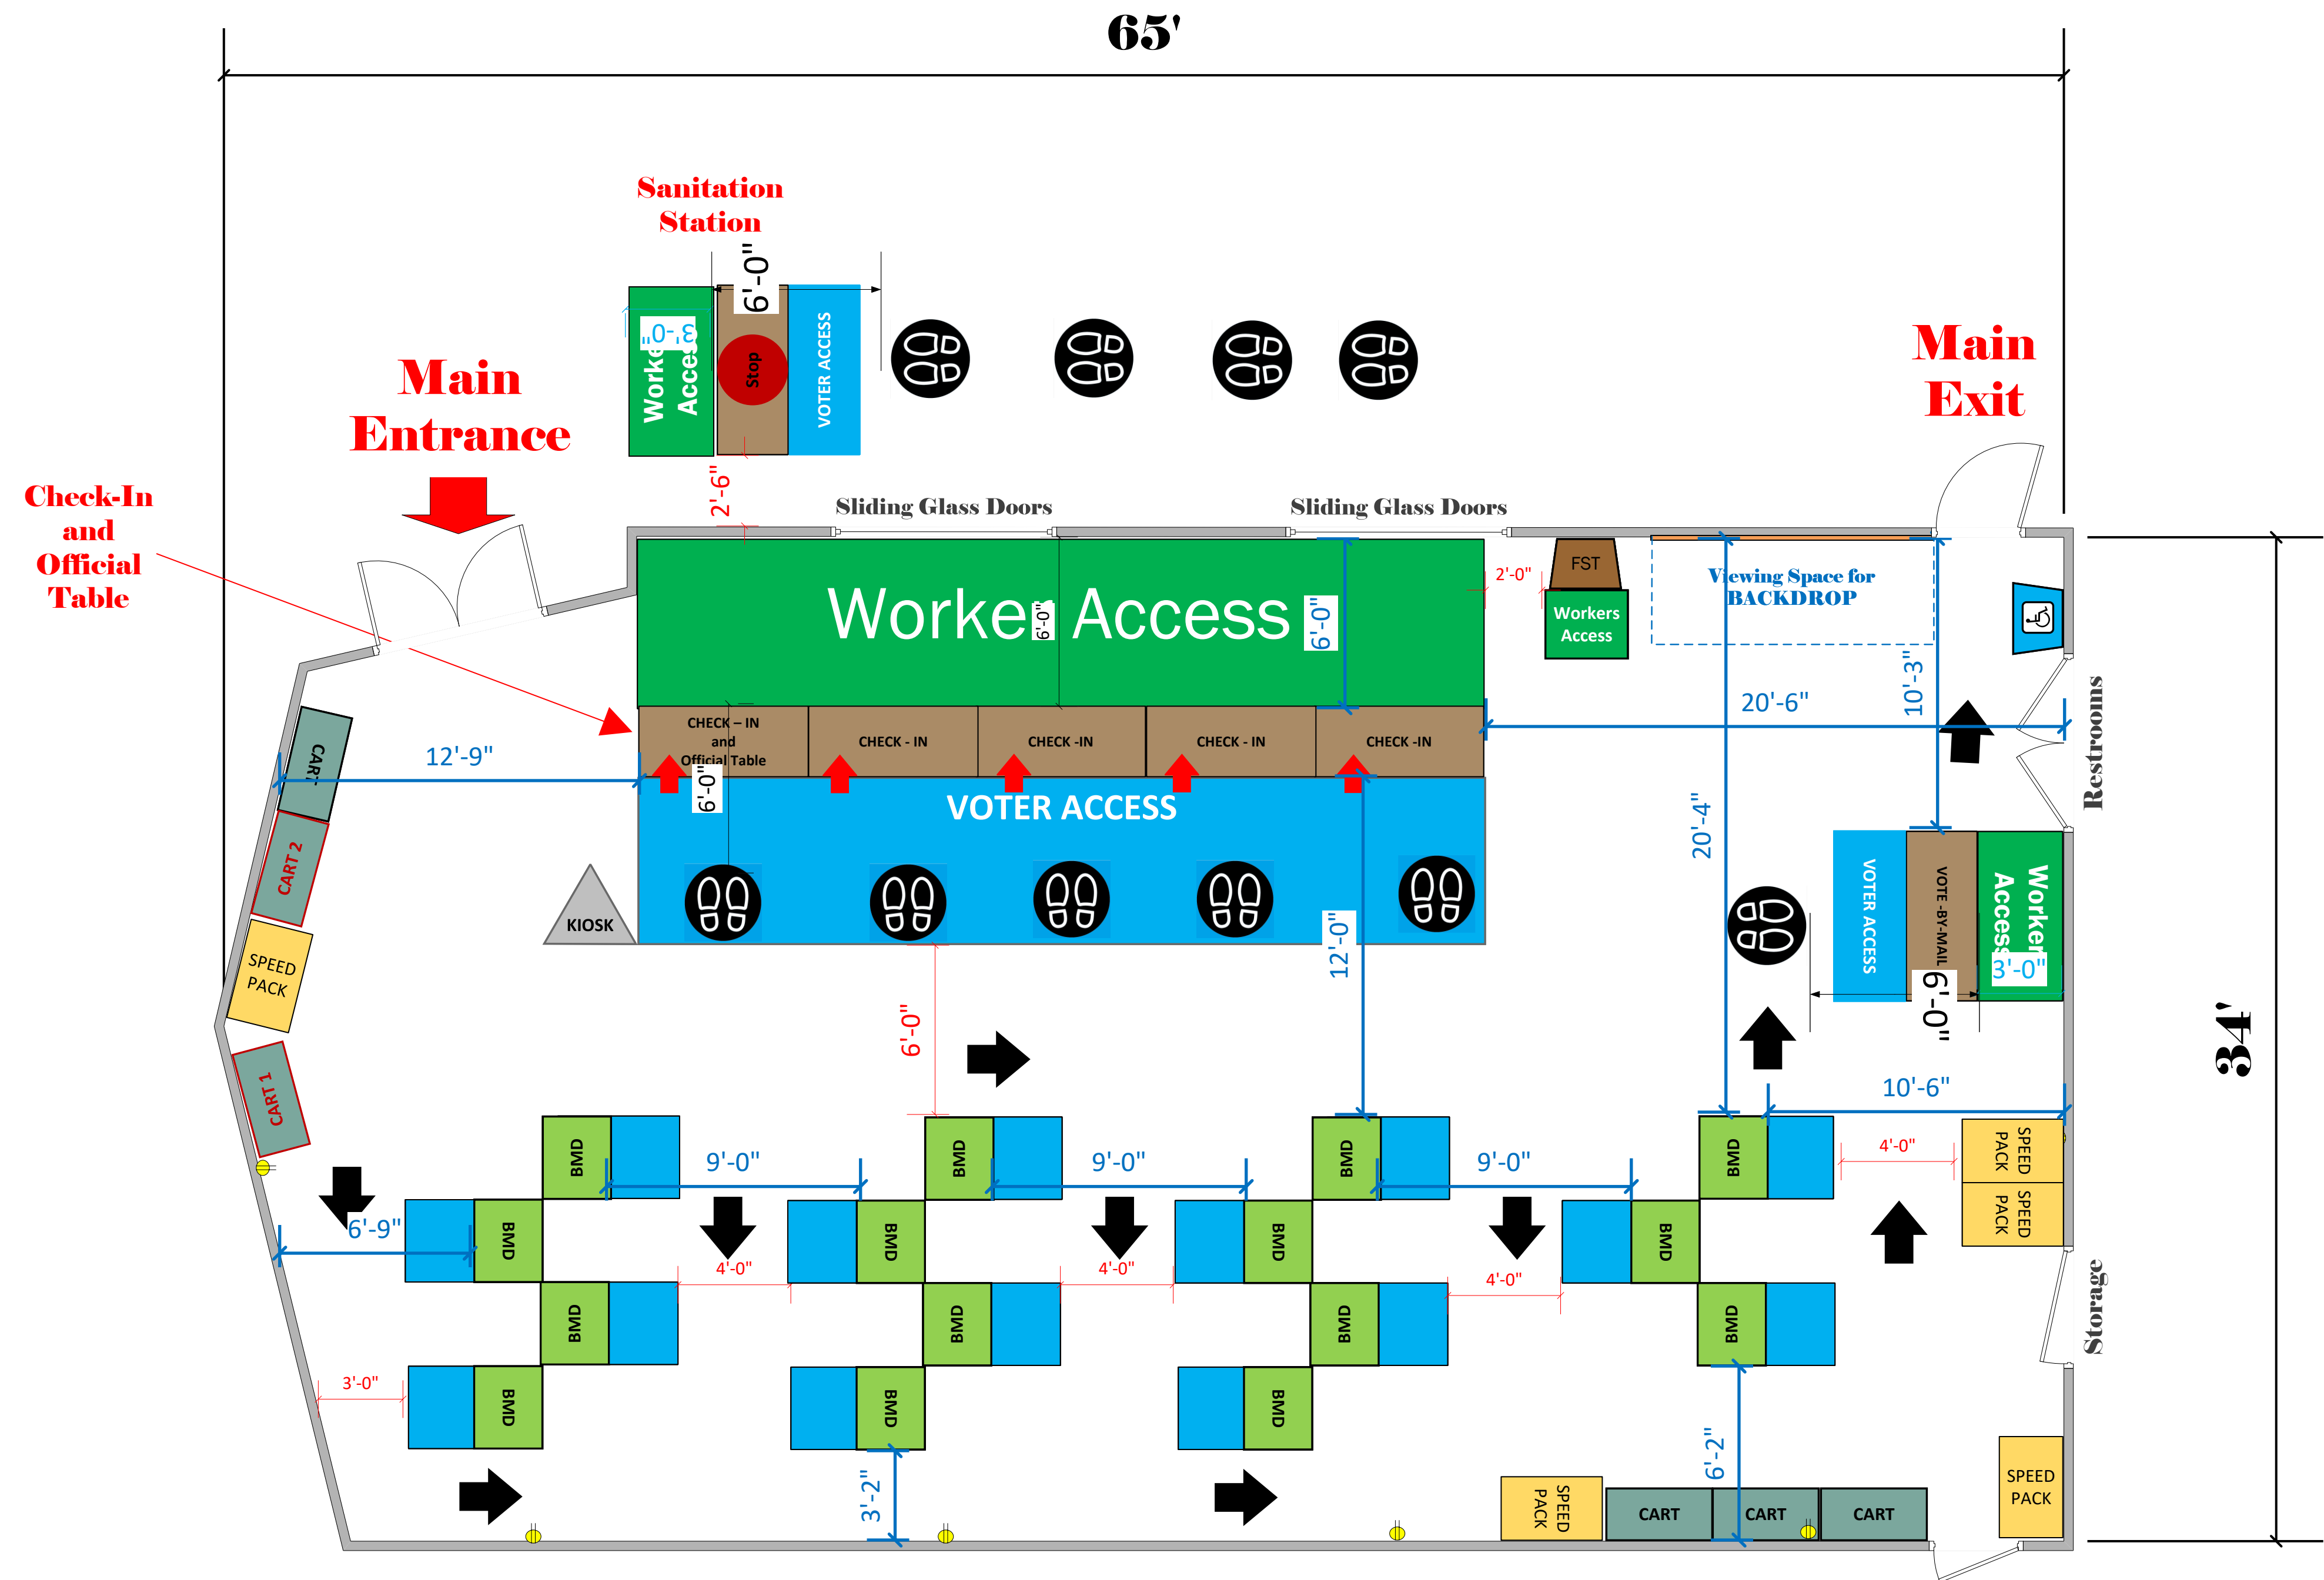 65'
Sanitation
Station
6'-0"
3'-0"
Worker
Access
Stop
VOTER ACCESS
Main
Entrance
Main
Exit
Check-In
and
Official
Table
2'-6"
Sliding Glass Doors
Sliding Glass Doors
Worker Access
6'-0"
6'-0"
2'-0"
FST
Workers
Access
Viewing Space for
BACKDROP
10'-3"
20'-6"
Restrooms
CHECK – IN
and
Official Table
CHECK - IN
CHECK -IN
CHECK - IN
CHECK -IN
12'-9"
CART
CART 2
SPEED
PACK
CART 1
6'-0"
VOTER ACCESS
KIOSK
12'-0"
20'-4"
VOTER ACCESS
VOTE -BY-MAIL
Worker
Access
3'-0"
6'-0"
6'-0"
34'
10'-6"
BMD
BMD
BMD
BMD
9'-0"
9'-0"
9'-0"
4'-0"
SPEED
PACK
SPEED
PACK
6'-9"
BMD
BMD
BMD
BMD
4'-0"
4'-0"
4'-0"
Storage
BMD
BMD
BMD
BMD
3'-0"
BMD
BMD
BMD
3'-2"
6'-2"
SPEED
PACK
CART
CART
CART
SPEED
PACK